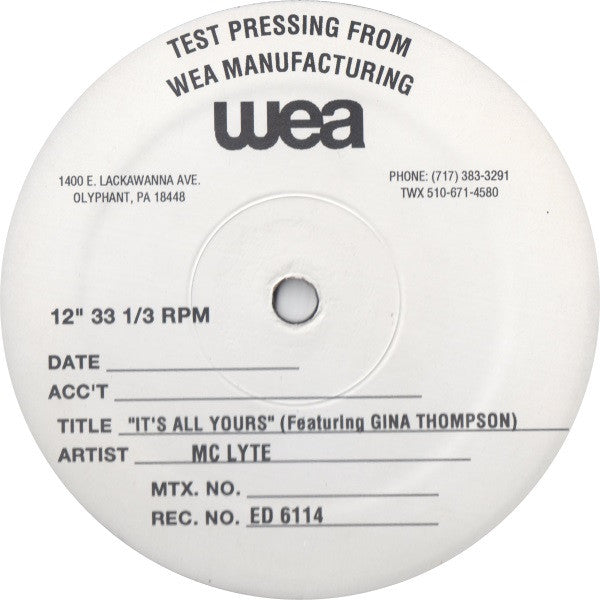 TEST PRESSING FROM
WEA MANUFACTURING
wea
1400 E. LACKAWANNA AVE.
OLYPHANT, PA 18448
PHONE: (717) 383-3291
TWX 510-671-4580
12" 33 1/3 RPM
DATE
ACC'T
TITLE "IT'S ALL YOURS" (Featuring GINA THOMPSON)
ARTIST MC LYTE
MTX. NO.
REC. NO. ED 6114